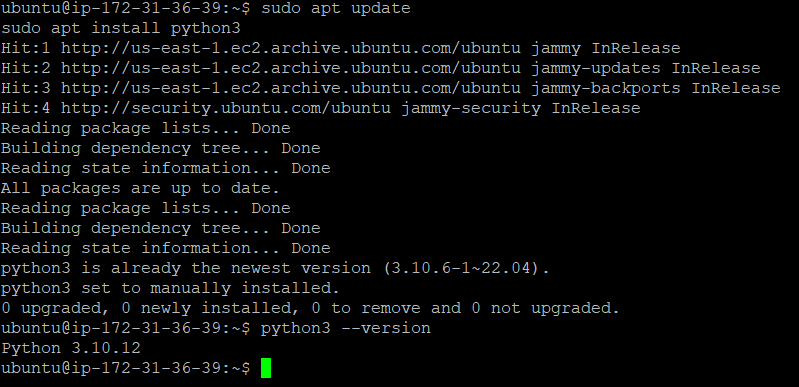 ubuntu@ip-172-31-36-39:~$ sudo apt update
sudo apt install python3
Hit:1 http://us-east-1.ec2.archive.ubuntu.com/ubuntu jammy InRelease
Hit:2 http://us-east-1.ec2.archive.ubuntu.com/ubuntu jammy-updates InRelease
Hit:3 http://us-east-1.ec2.archive.ubuntu.com/ubuntu jammy-backports InRelease
Hit:4 http://security.ubuntu.com/ubuntu jammy-security InRelease
Reading package lists... Done
Building dependency tree... Done
Reading state information... Done
All packages are up to date.
Reading package lists... Done
Building dependency tree... Done
Reading state information... Done
python3 is already the newest version (3.10.6-1~22.04).
python3 set to manually installed.
0 upgraded, 0 newly installed, 0 to remove and 0 not upgraded.
ubuntu@ip-172-31-36-39:~$ python3 --version
Python 3.10.12
ubuntu@ip-172-31-36-39:~$